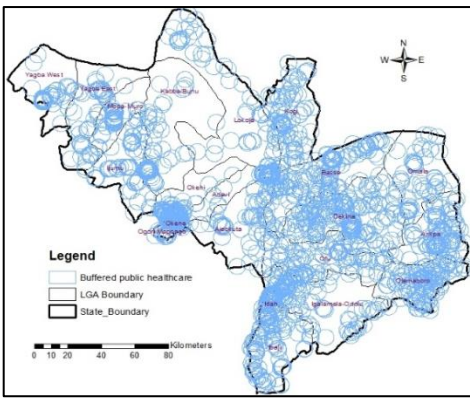 N
W E
S
Yagba West
Yagba East
Kabba/Bunu
Mopa-Muro
Lokoja
Kogi
Ijumu
Okehi
Adavi
Okene
Ogori/Magongo
Ajaokuta
Bassa
Omala
Dekina
Ankpa
Ofu
Olamaboro
Idah
Igalamela-Odolu
Ibaji
Legend
Buffered public healthcare
LGA Boundary
State_Boundary
Kilometers
0 5 10 20 40 60 80